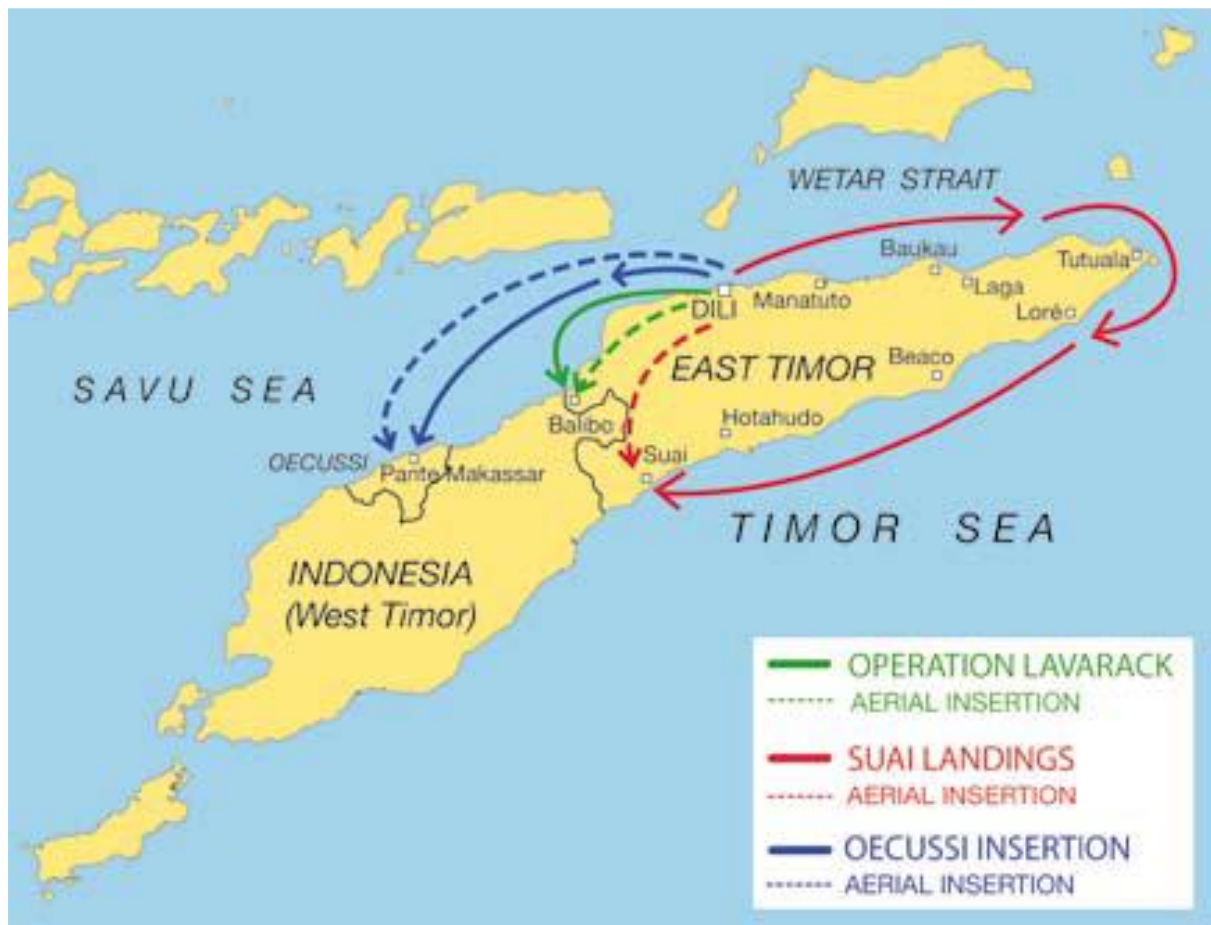 WETAR STRAIT
Baukau
Tutuala
Laga
Manatuto
DILI
Lorė
EAST TIMOR
Beaco
SAVU SEA
Balibo
Hotahudo
Suai
OECUSSI
Pante Makassar
TIMOR SEA
INDONESIA
(West Timor)
OPERATION LAVARACK
AERIAL INSERTION
SUAI LANDINGS
AERIAL INSERTION
OECUSSI INSERTION
AERIAL INSERTION